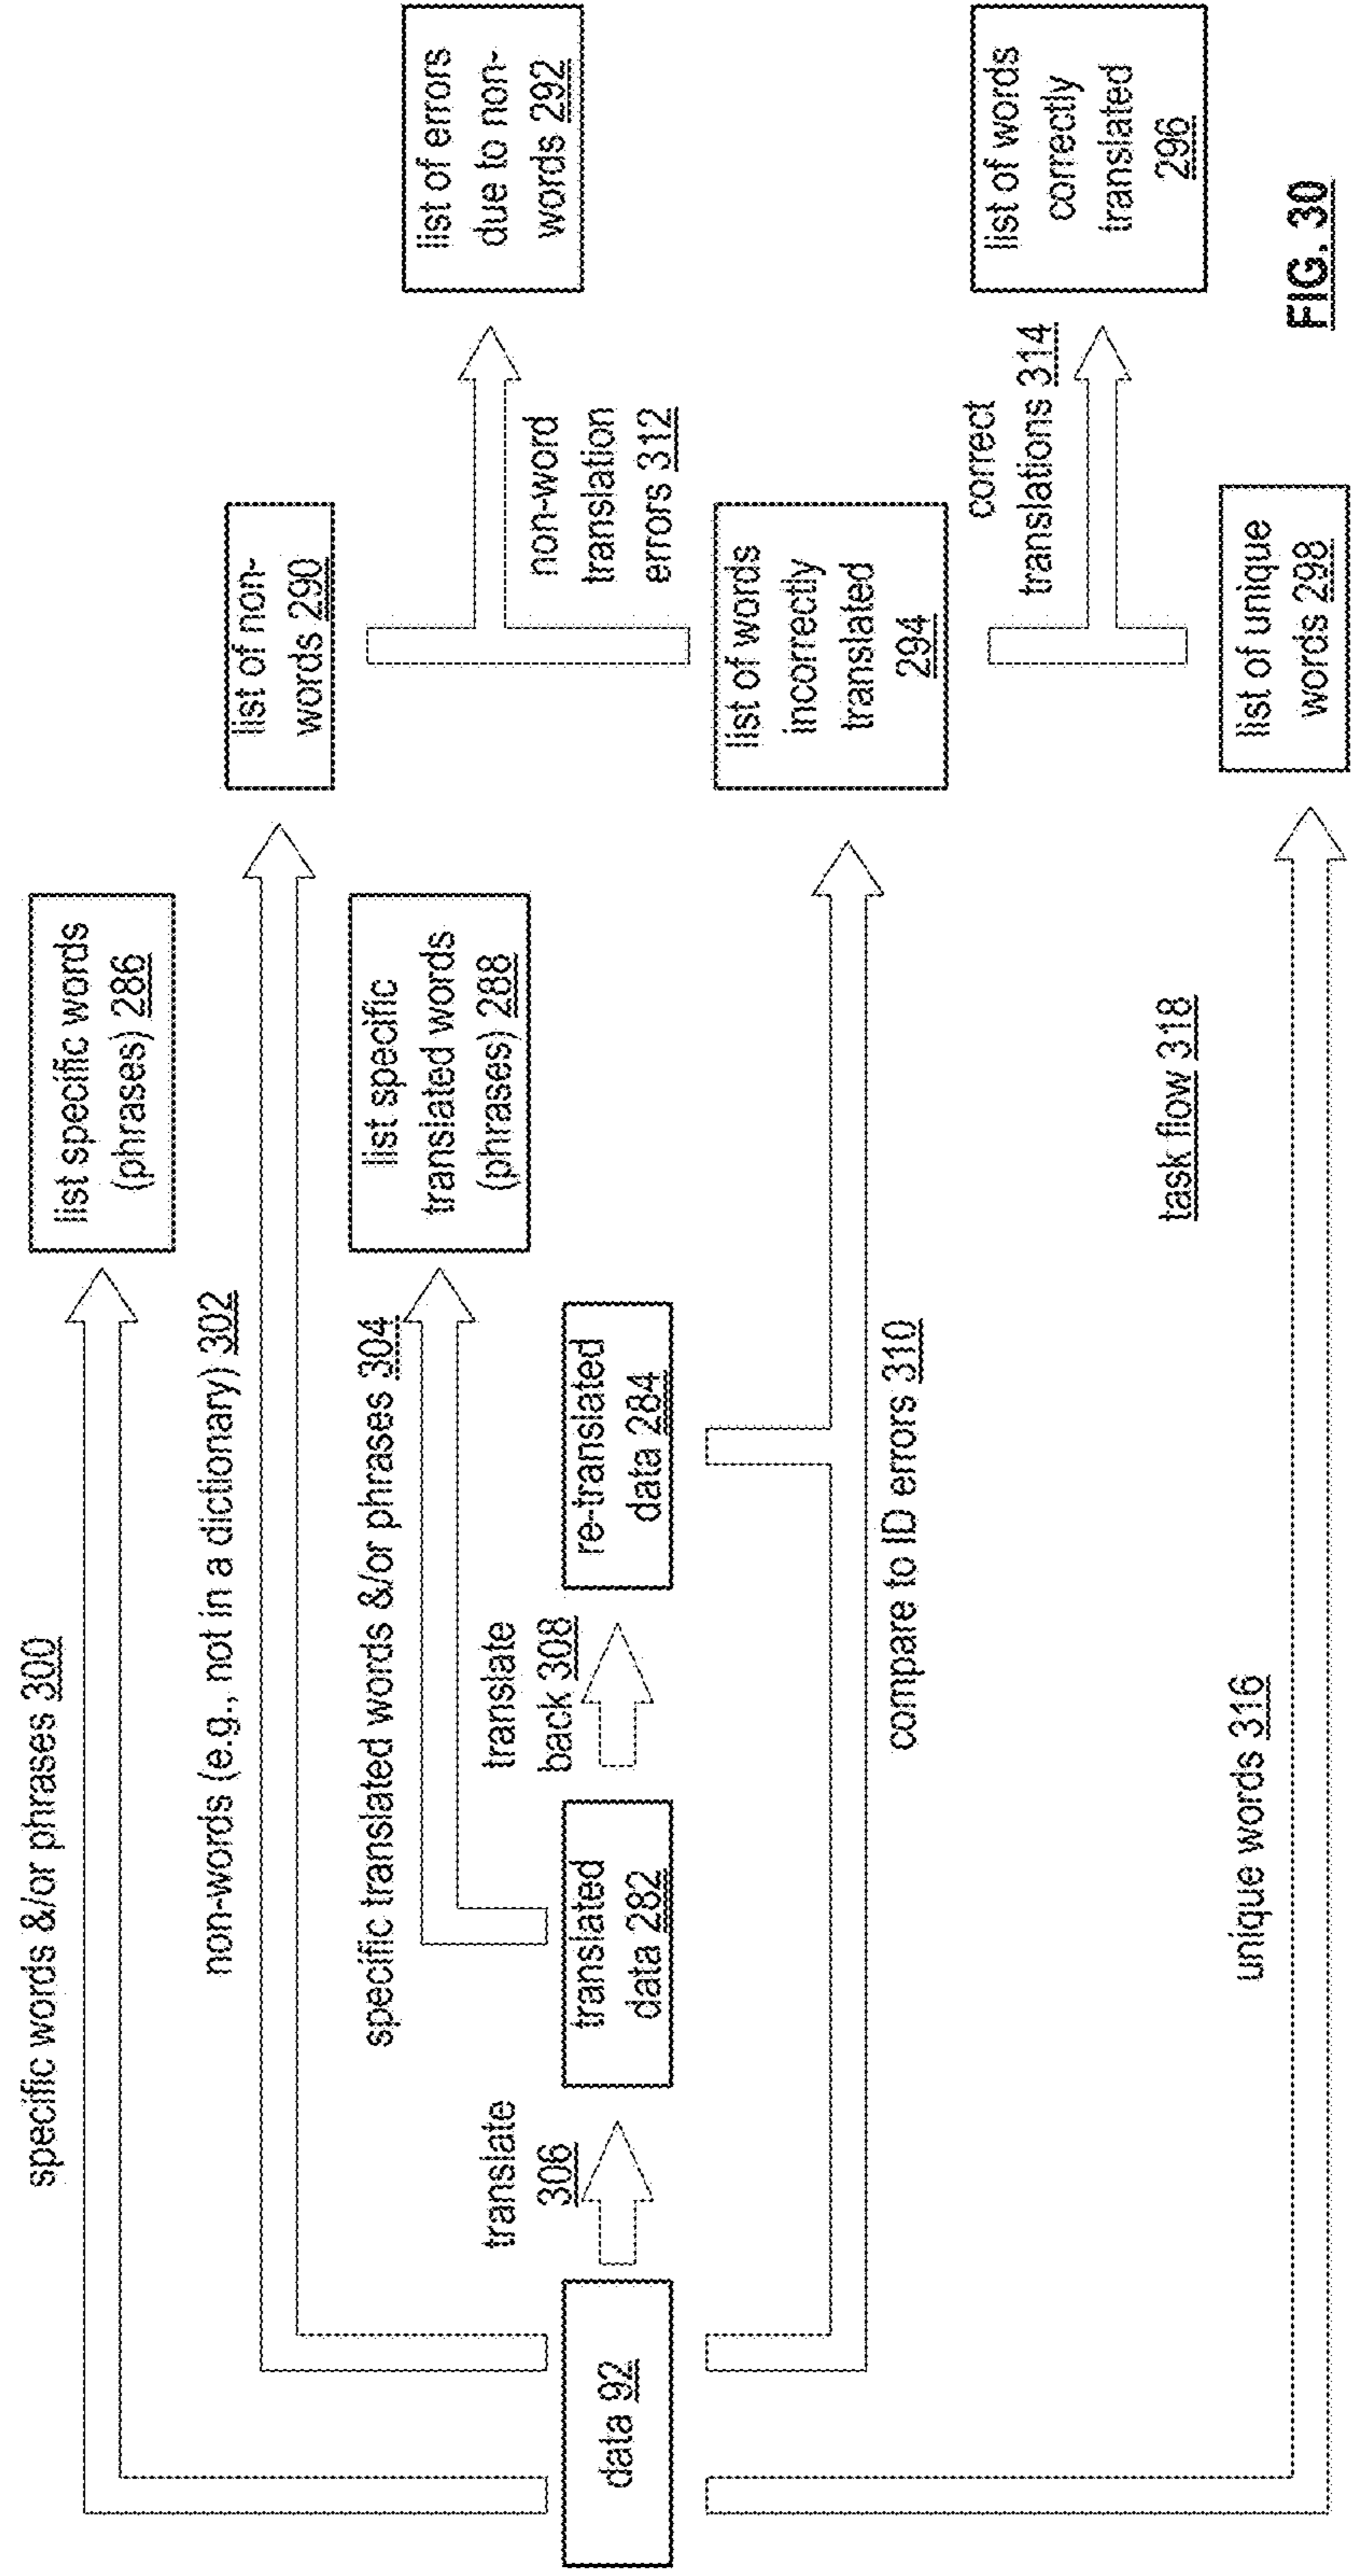 specific words &/or phrases 300
list specific words
(phrases) 286
non-words (e.g., not in a dictionary) 302
list of non-
words 290
specific translated words &/or phrases 304
list specific
translated words
(phrases) 288
list of errors
due to non-
words 292
non-word
translation
errors 312
data 92
translate
306
translated
data 282
translate
back 308
re-translated
data 284
compare to ID errors 310
list of words
incorrectly
translated
294
correct
translations 314
list of words
correctly
translated
296
task flow 318
unique words 316
list of unique
words 298
FIG. 30